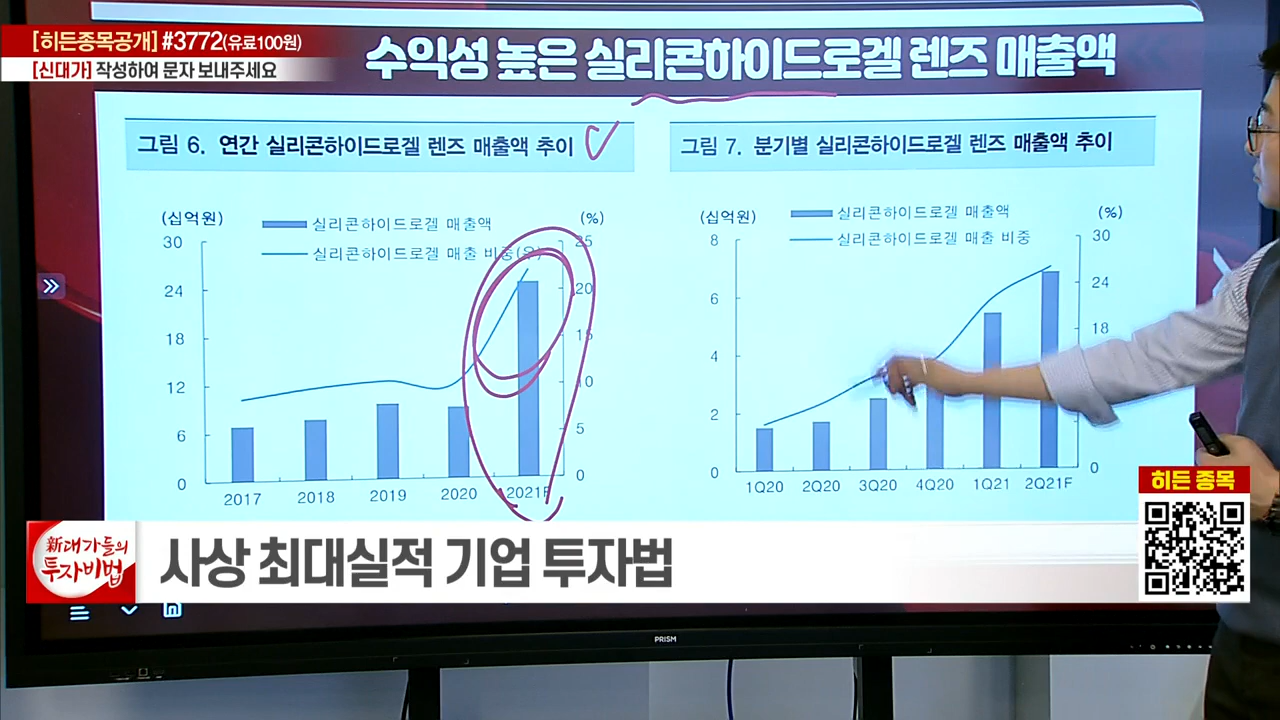 [히든종목공개] #3772(유료100원)
[신대가] 작성하여 문자 보내주세요
수익성 높은 실리콘하이드로겔 렌즈 매출액
그림 6. 연간 실리콘하이드로겔 렌즈 매출액 추이
(십억원)
실리콘하이드로겔 매출액
(%)
실리콘하이드로겔 매출 비중(우)
30
24
18
12
6
0
25
20
15
10
5
0
2017 2018 2019 2020 2021F
그림 7. 분기별 실리콘하이드로겔 렌즈 매출액 추이
(십억원)
실리콘하이드로겔 매출액
(%)
실리콘하이드로겔 매출 비중
8
6
4
2
0
30
24
18
0
1Q20 2Q20 3Q20 4Q20 1Q21 2Q21F
히든 종목
新대가들의
투자비법
사상 최대실적 기업 투자법
PRISM